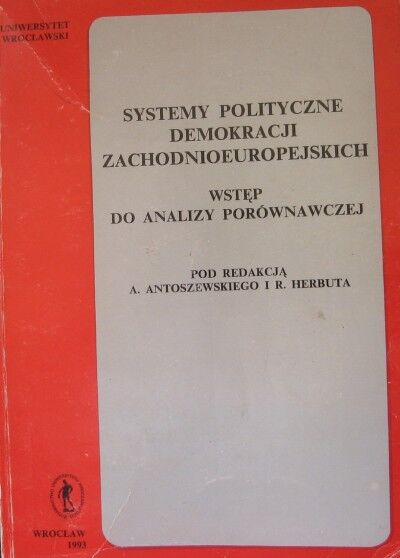 UNIWERSYTET
WROCŁAWSKI
SYSTEMY POLITYCZNE
DEMOKRACJI
ZACHODNIOEUROPEJSKICH
WSTĘP
DO ANALIZY PORÓWNAWCZEJ
POD REDAKCJĄ
A. ANTOSZEWSKIEGO I R. HERBUTA
WROCŁAW
1993